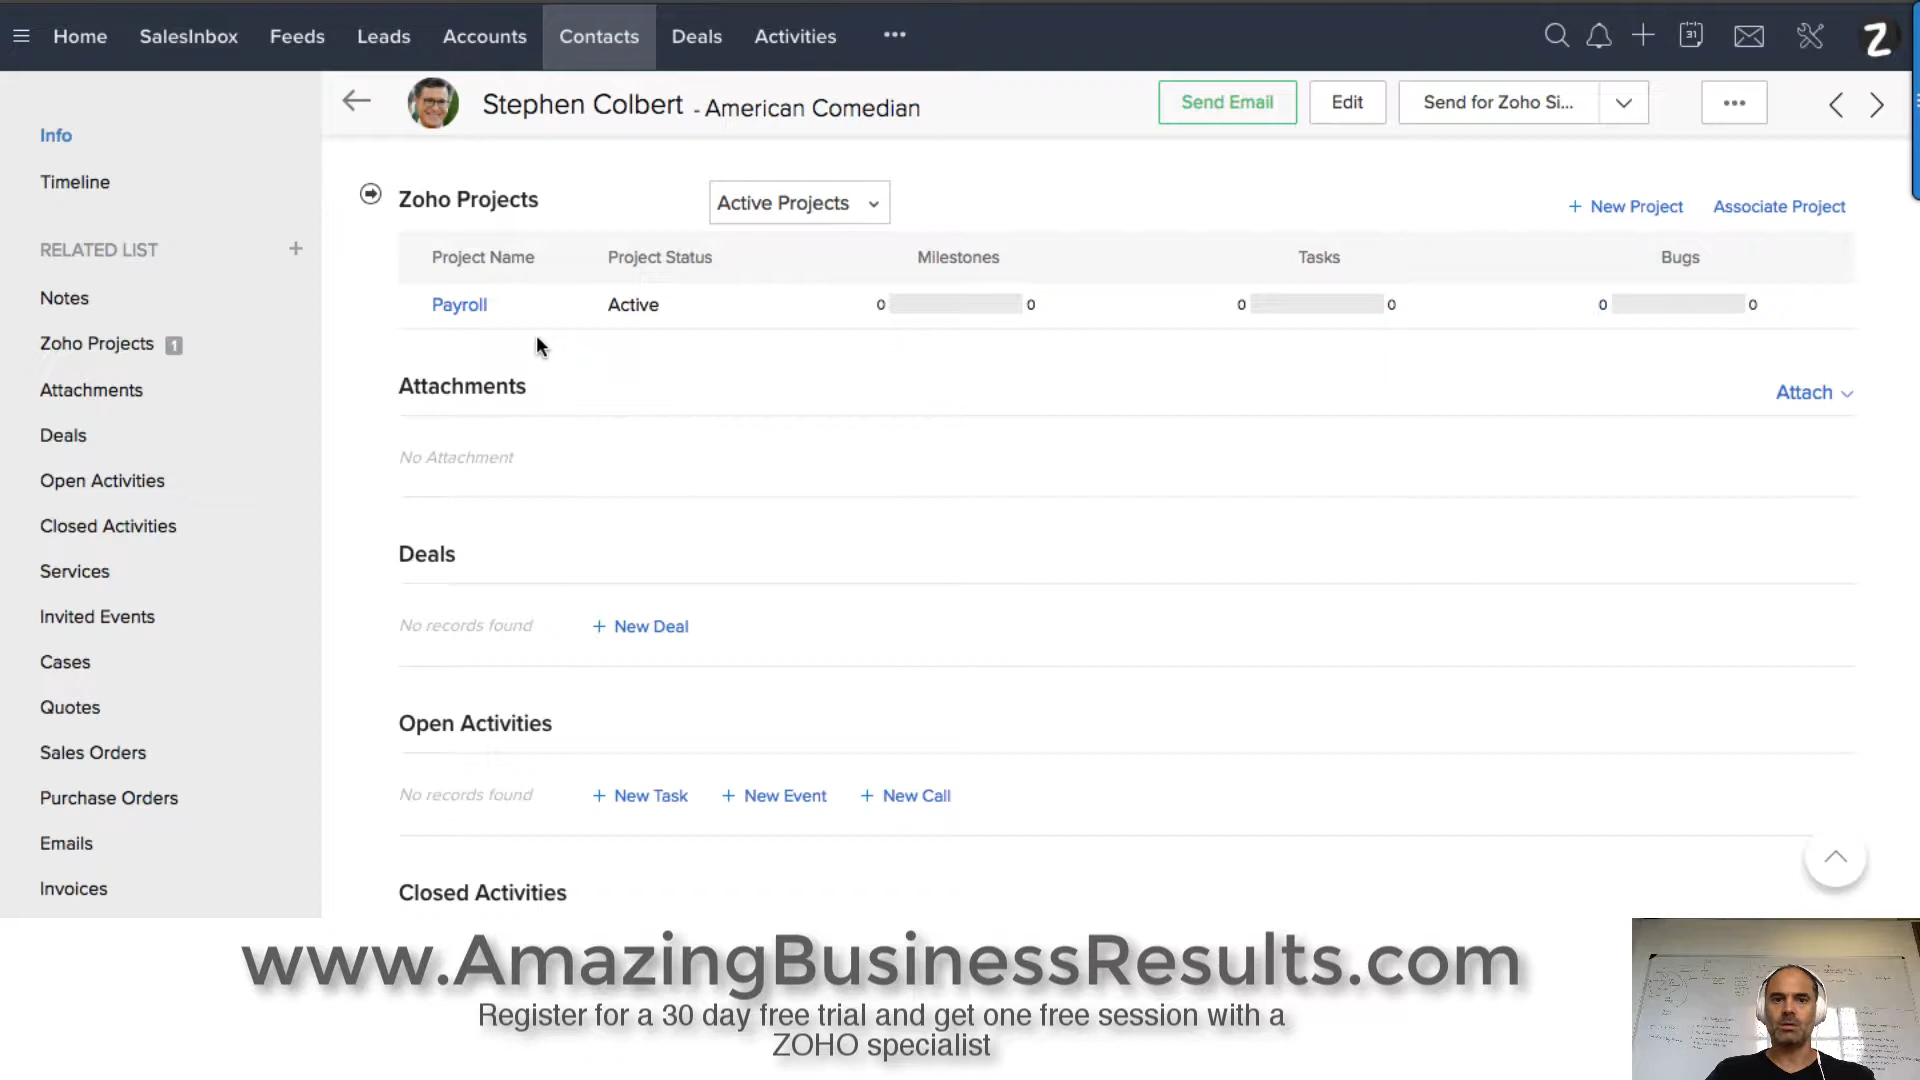 Home SalesInbox Feeds Leads Accounts Contacts Deals Activities ••• 31 Z
Stephen Colbert - American Comedian Send Email Edit Send for Zoho Si... •••
Info
Timeline
RELATED LIST +
Notes
Zoho Projects 1
Attachments
Deals
Open Activities
Closed Activities
Services
Invited Events
Cases
Quotes
Sales Orders
Purchase Orders
Emails
Invoices
Zoho Projects Active Projects + New Project Associate Project
Project Name Project Status Milestones Tasks Bugs
Payroll Active 0 0 0 0 0 0
Attachments Attach
No Attachment
Deals
No records found + New Deal
Open Activities
No records found + New Task + New Event + New Call
Closed Activities
www.AmazingBusinessResults.com
Register for a 30 day free trial and get one free session with a
ZOHO specialist